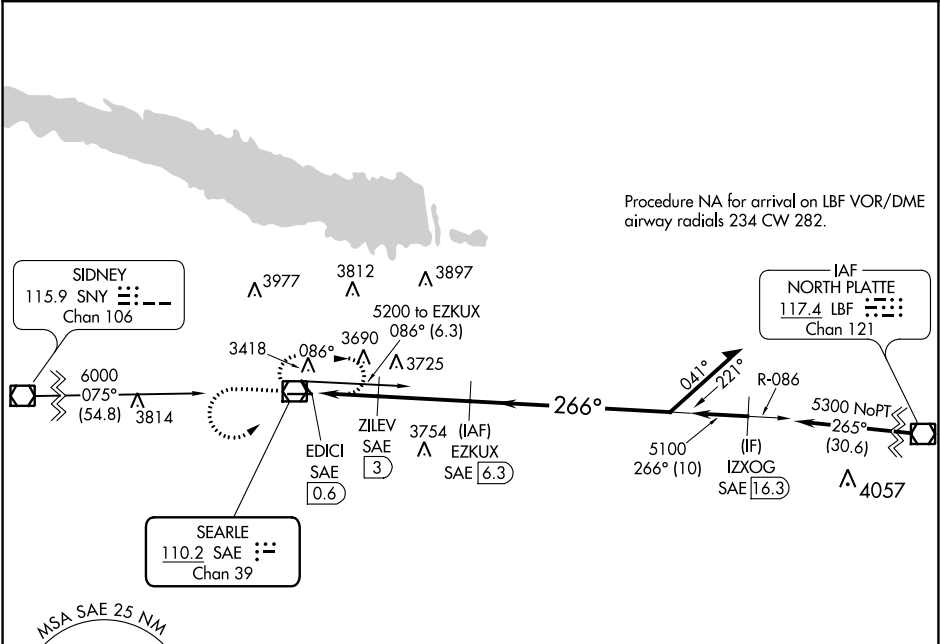 Procedure NA for arrival on LBF VOR/DME
airway radials 234 CW 282.
SIDNEY
115.9 SNY
Chan 106
3977
3812
3897
IAF
NORTH PLATTE
117.4 LBF
Chan 121
5200 to EZKUX
086° (6.3)
3418
086°
3690
3725
6000
075°
(54.8)
3814
041°
221°
R-086
5300 NoPT
265°
(30.6)
266°
EDICI
SAE
0.6
ZILEV
SAE
3
3754
(IAF)
EZKUX
SAE 6.3
5100
266° (10)
(IF)
IZXOG
SAE 16.3
4057
SEARLE
110.2 SAE
Chan 39
MSA SAE 25 NM